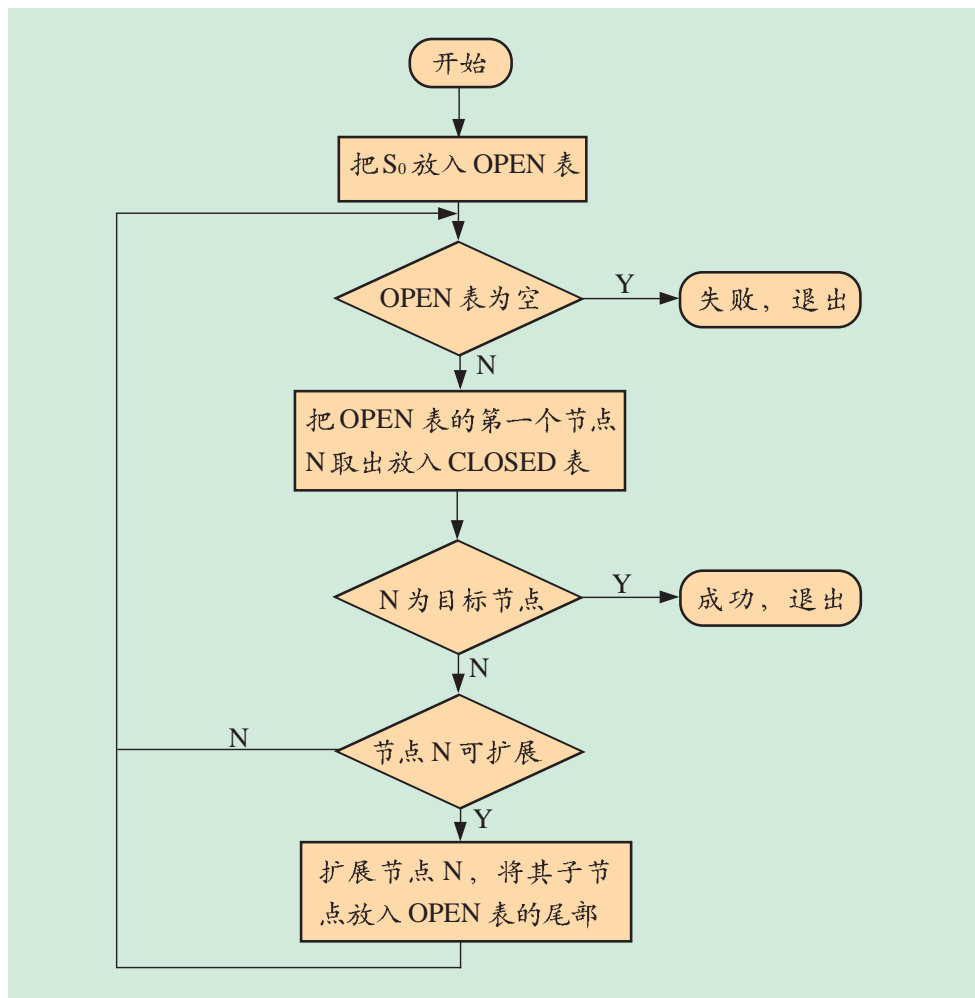 开始
把S₀放入OPEN表
OPEN表为空
Y
失败，退出
N
把OPEN表的第一个节点
N取出放入CLOSED表
N为目标节点
Y
成功，退出
N
节点N可扩展
N
Y
扩展节点N，将其子节
点放入OPEN表的尾部